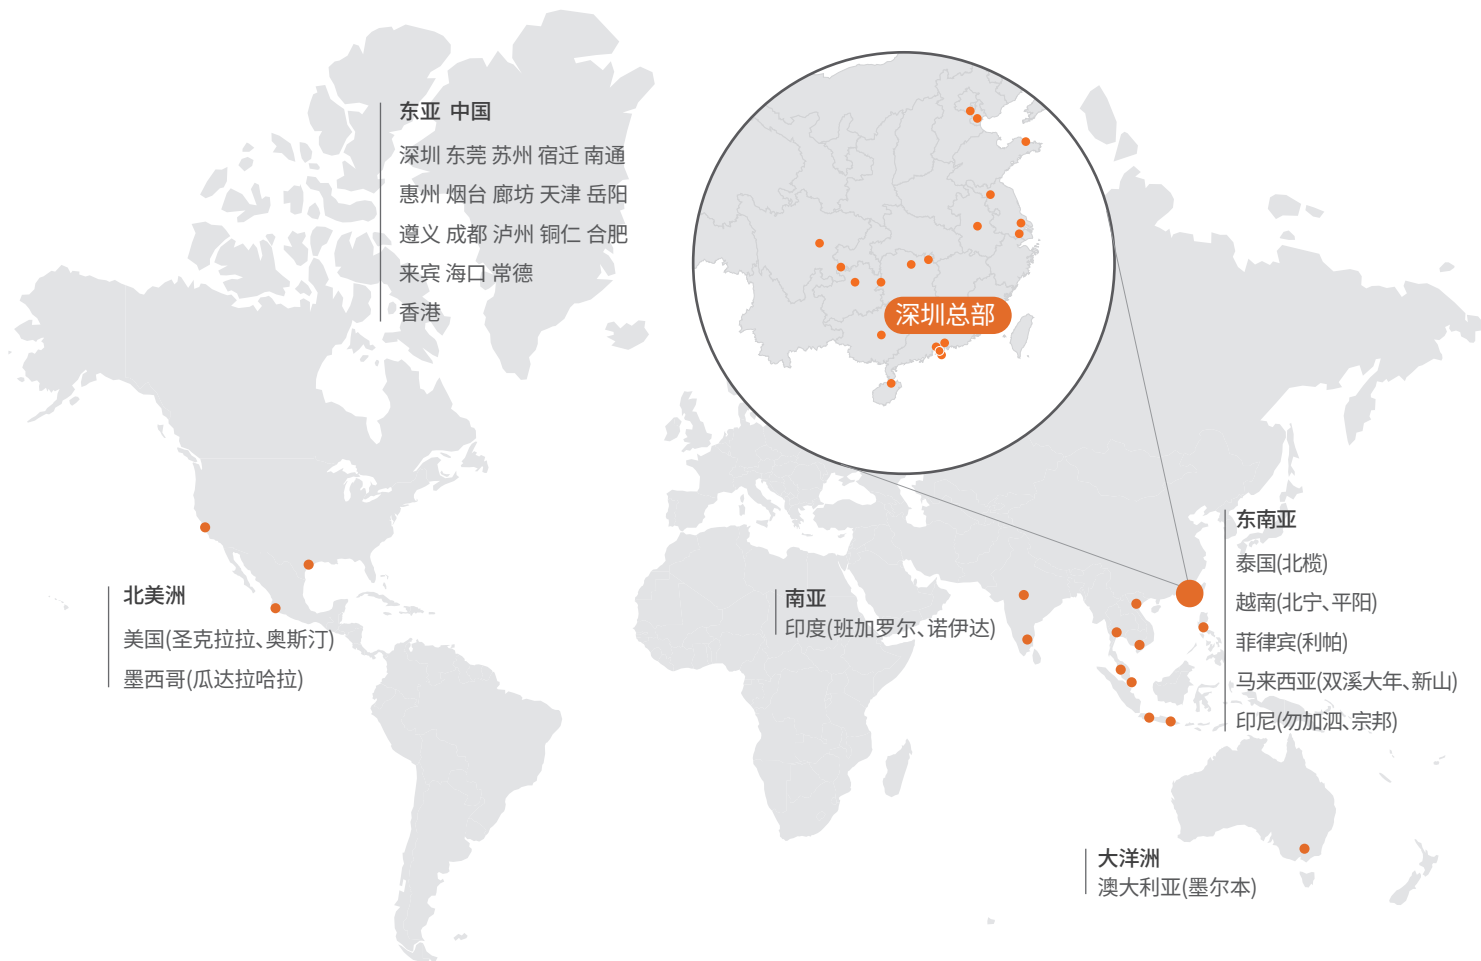 东亚 中国
深圳 东莞 苏州 宿迁 南通
惠州 烟台 廊坊 天津 岳阳
遵义 成都 泸州 铜仁 合肥
来宾 海口 常德
香港
深圳总部
北美洲
美国(圣克拉拉、奥斯汀)
墨西哥(瓜达拉哈拉)
南亚
印度(班加罗尔、诺伊达)
东南亚
泰国(北榄)
越南(北宁、平阳)
菲律宾(利帕)
马来西亚(双溪大年、新山)
印尼(勿加泗、宗邦)
大洋洲
澳大利亚(墨尔本)